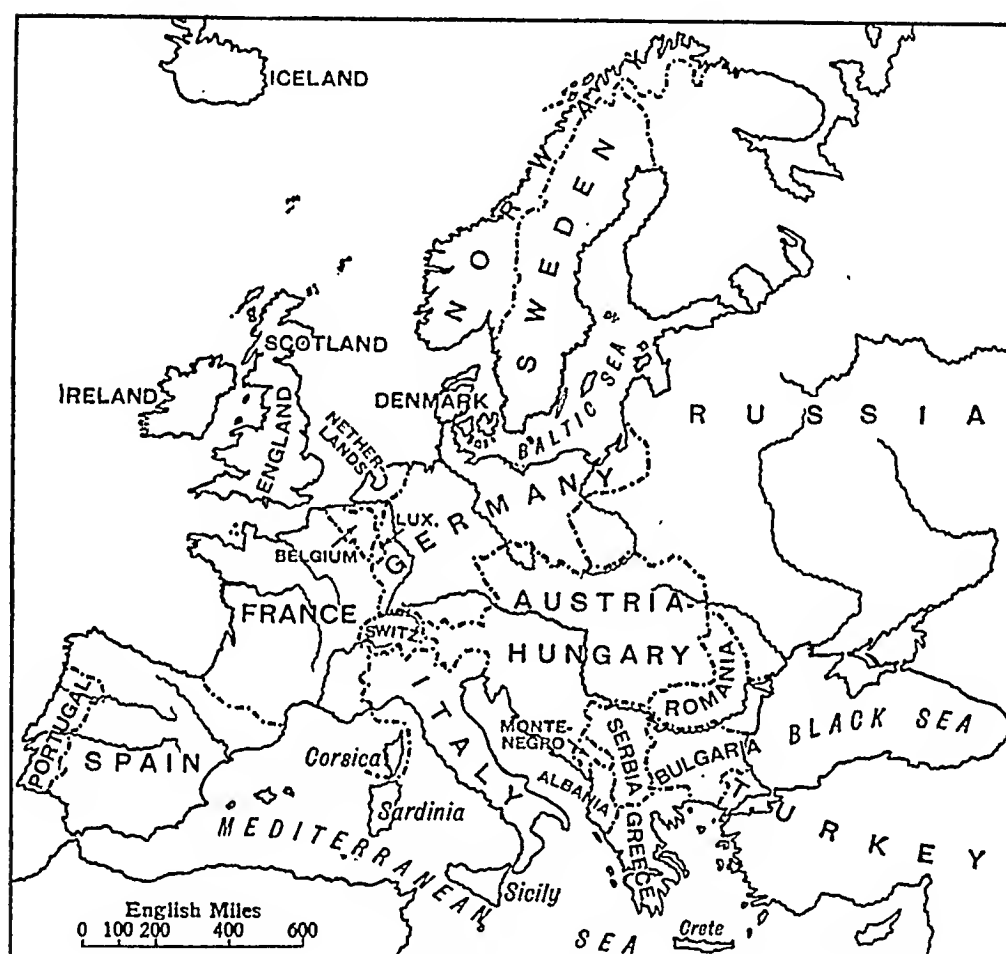 ICELAND
NORWAY
SWEDEN
SCOTLAND
IRELAND
ENGLAND
DENMARK
BALTIC SEA
RUSSIA
NETHER-
LANDS
GERMANY
LUX.
BELGIUM
FRANCE
SWITZ.
AUSTRIA
HUNGARY
ROMANIA
ITALY
PORTUGAL
SPAIN
Corsica
Sardinia
MONTE-
NEGRO
SERBIA
BULGARIA
ALBANIA
GREECE
BLACK SEA
TURKEY
MEDITERRANEAN
SEA
Sicily
Crete
English Miles
0 100 200 400 600